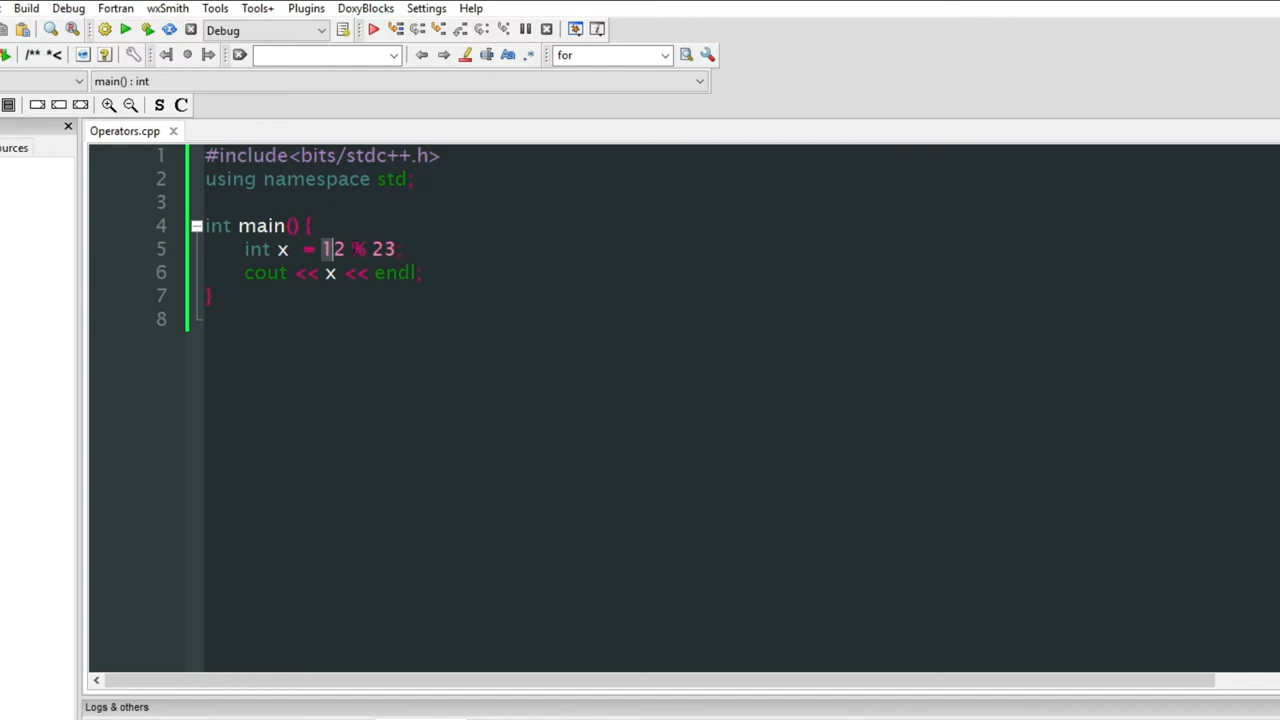 Build Debug Fortran wxSmith Tools Tools+ Plugins DoxyBlocks Settings Help
Debug
/** *< for
main() : int
S C
Operators.cpp
ources
1 #include<bits/stdc++.h>
2 using namespace std;
3
4 int main() {
5 int x = 12 % 23;
6 cout << x << endl;
7 }
8
Logs & others